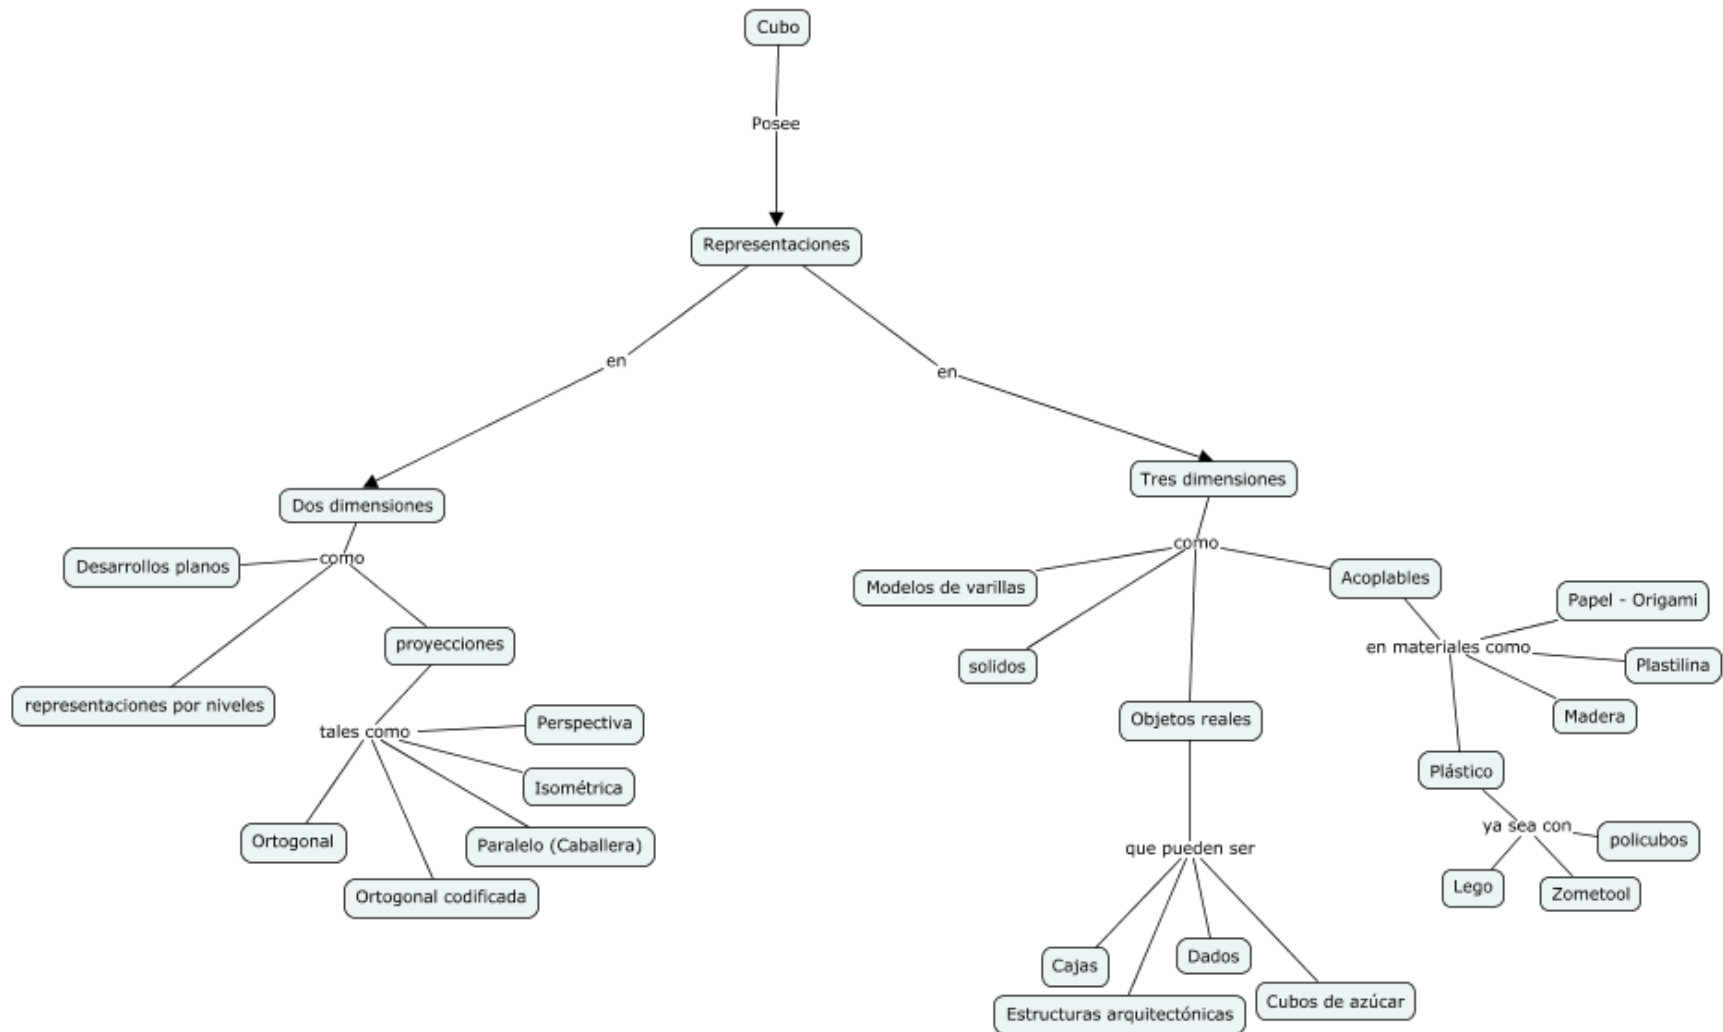 Cubo
Posee
Representaciones
en
en
Dos dimensiones
Tres dimensiones
como
Desarrollos planos
proyecciones
representaciones por niveles
tales como
Perspectiva
Isométrica
Paralelo (Caballera)
Ortogonal
Ortogonal codificada
como
Modelos de varillas
solidos
Objetos reales
Acoplables
que pueden ser
Cajas
Estructuras arquitectónicas
Dados
Cubos de azúcar
en materiales como
Papel - Origami
Plastilina
Madera
Plástico
ya sea con
policubos
Lego
Zometool